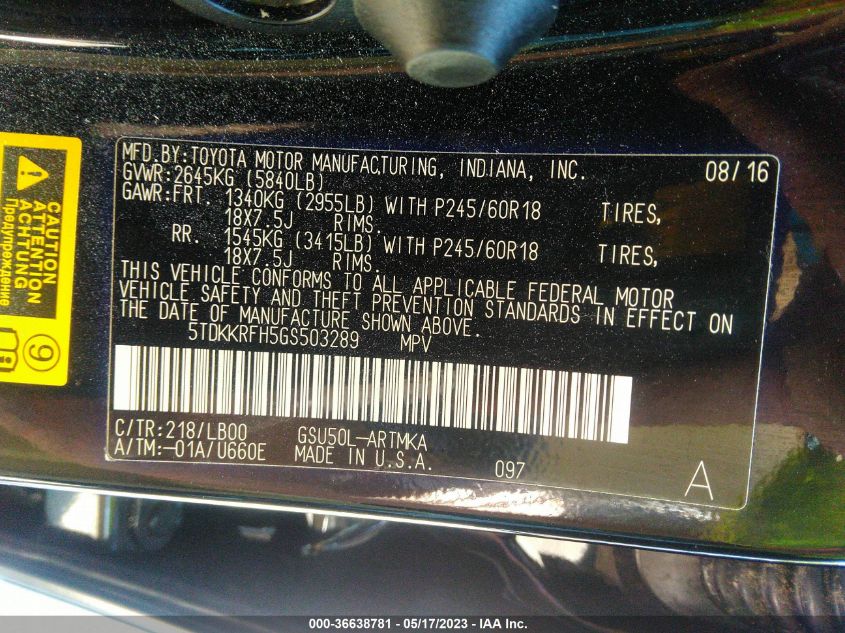 MFD.BY:TOYOTA MOTOR MANUFACTURING, INDIANA, INC. 08/16
GVWR:2645KG (5840LB)
GAWR:FRT. 1340KG (2955LB) WITH P245/60R18 TIRES,
18X7.5J RIMS.
RR. 1545KG (3415LB) WITH P245/60R18 TIRES,
18X7.5J RIMS.
THIS VEHICLE CONFORMS TO ALL APPLICABLE FEDERAL MOTOR
VEHICLE SAFETY AND THEFT PREVENTION STANDARDS IN EFFECT ON
THE DATE OF MANUFACTURE SHOWN ABOVE.
5TDKKRFH5GS503289 MPV
C/TR:218/LB00 GSU50L-ARTMKA
A/TM:-01A/U660E MADE IN U.S.A. 097
A
CAUTION
ATTENTION
ACHTUNG
Предупреждение
9
000-36638781 - 05/17/2023 - IAA Inc.